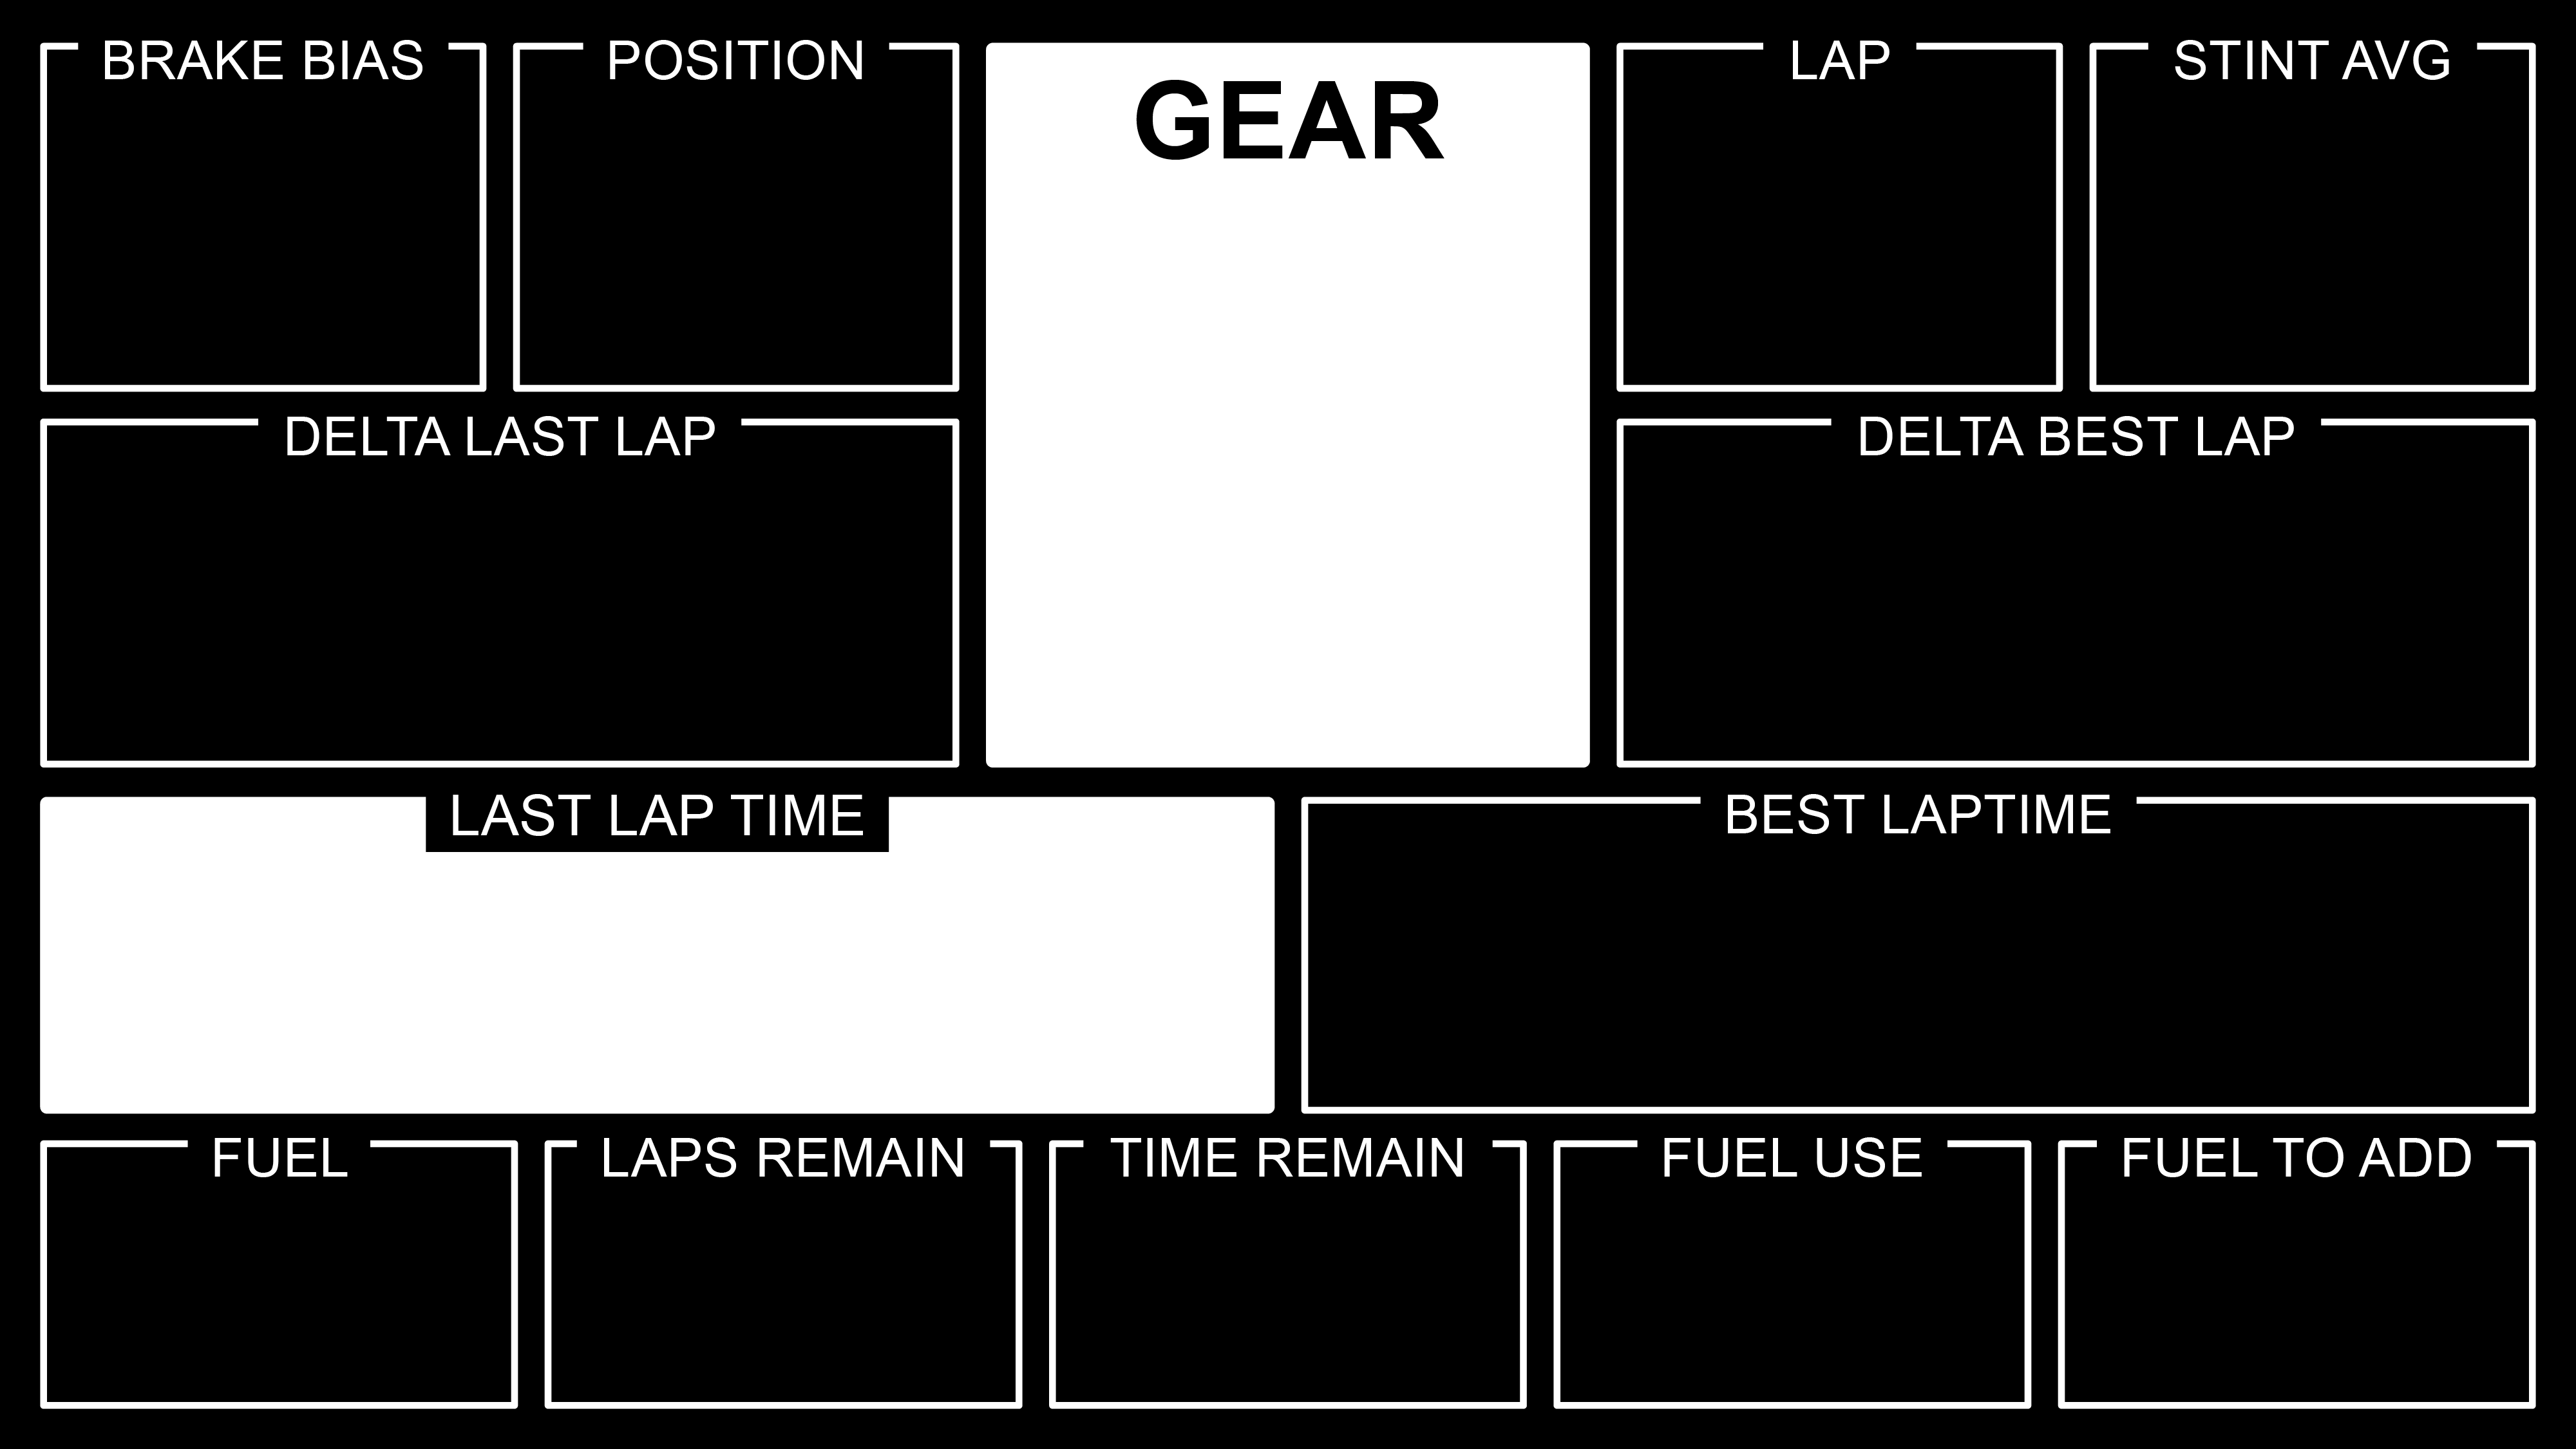 BRAKE BIAS
POSITION
GEAR
LAP
STINT AVG
DELTA LAST LAP
DELTA BEST LAP
LAST LAP TIME
BEST LAPTIME
FUEL
LAPS REMAIN
TIME REMAIN
FUEL USE
FUEL TO ADD